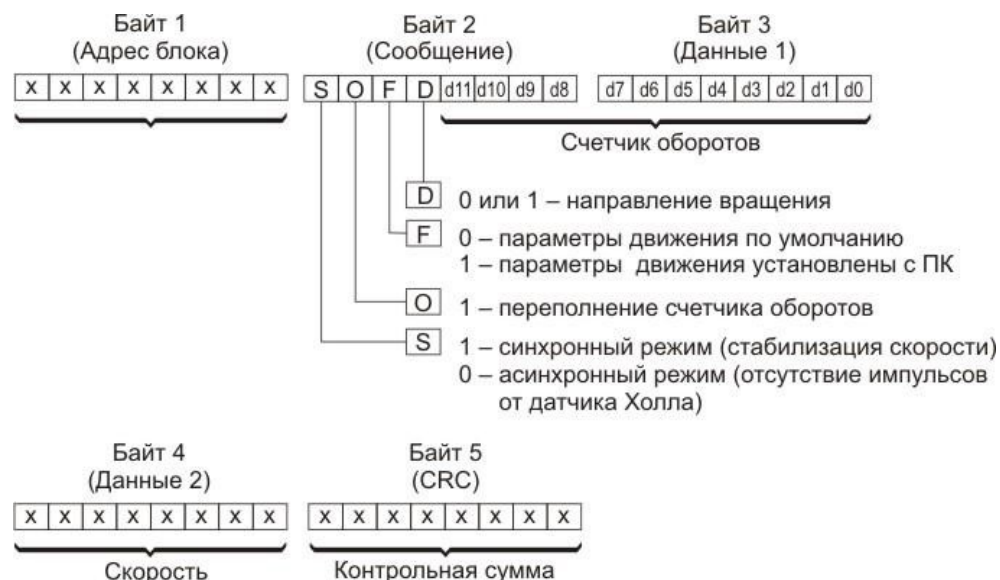 Байт 1
(Адрес блока)
x x x x x x x x
Байт 2
(Сообщение)
S O F D d11 d10 d9 d8
Байт 3
(Данные 1)
d7 d6 d5 d4 d3 d2 d1 d0
Счетчик оборотов
D 0 или 1 – направление вращения
F 0 – параметры движения по умолчанию
1 – параметры движения установлены с ПК
O 1 – переполнение счетчика оборотов
S 1 – синхронный режим (стабилизация скорости)
0 – асинхронный режим (отсутствие импульсов
от датчика Холла)
Байт 4
(Данные 2)
x x x x x x x x
Скорость
Байт 5
(CRC)
x x x x x x x x
Контрольная сумма